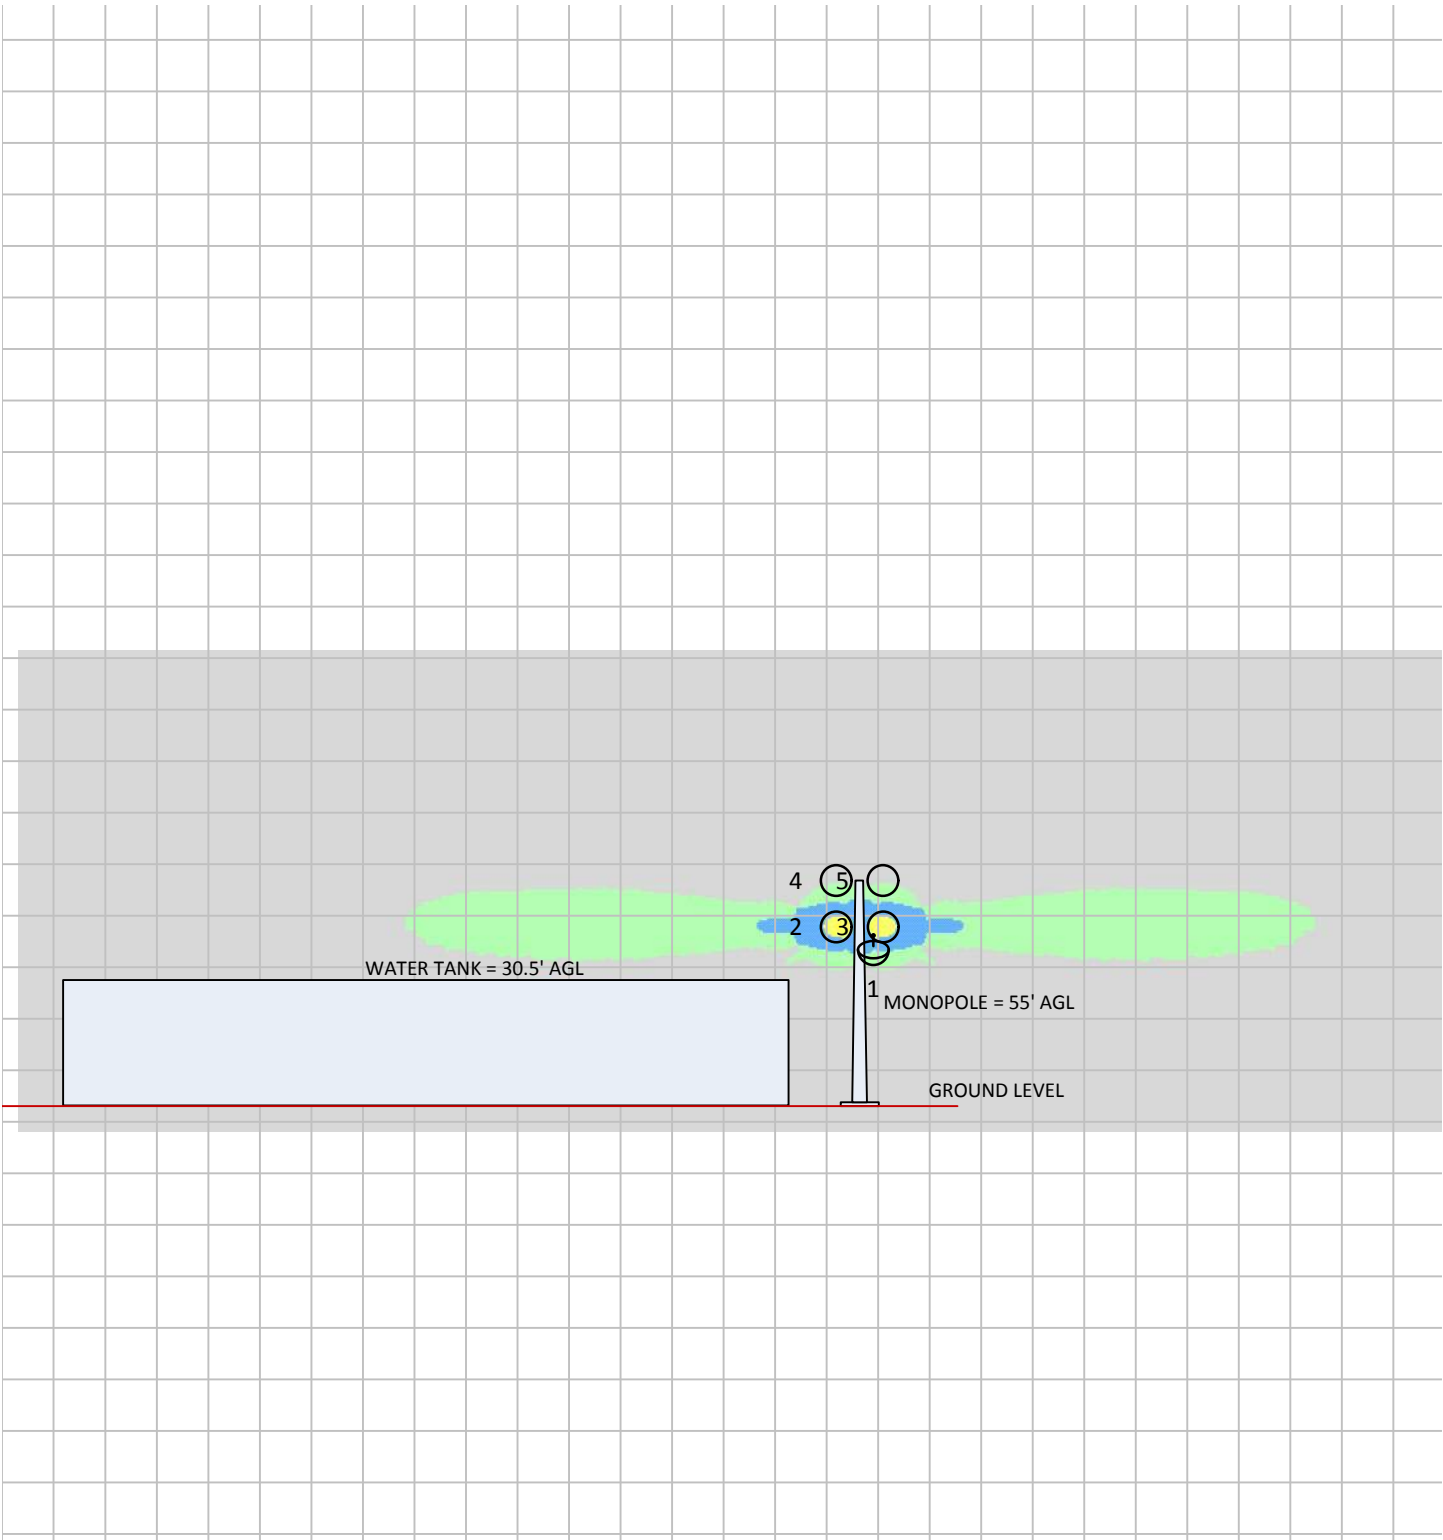 4 5
2 3
WATER TANK = 30.5' AGL
1
MONOPOLE = 55' AGL
GROUND LEVEL